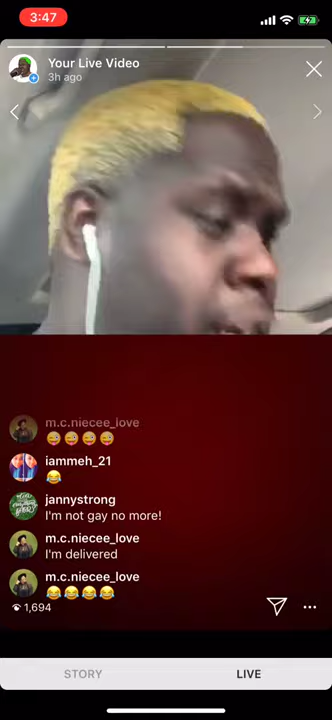 3:47
Your Live Video
3h ago
m.c.niecee_love
😜😜😜😜
iammeh_21
😂
jannystrong
I'm not gay no more!
m.c.niecee_love
I'm delivered
m.c.niecee_love
😂😂😂😂
1,694
STORY LIVE